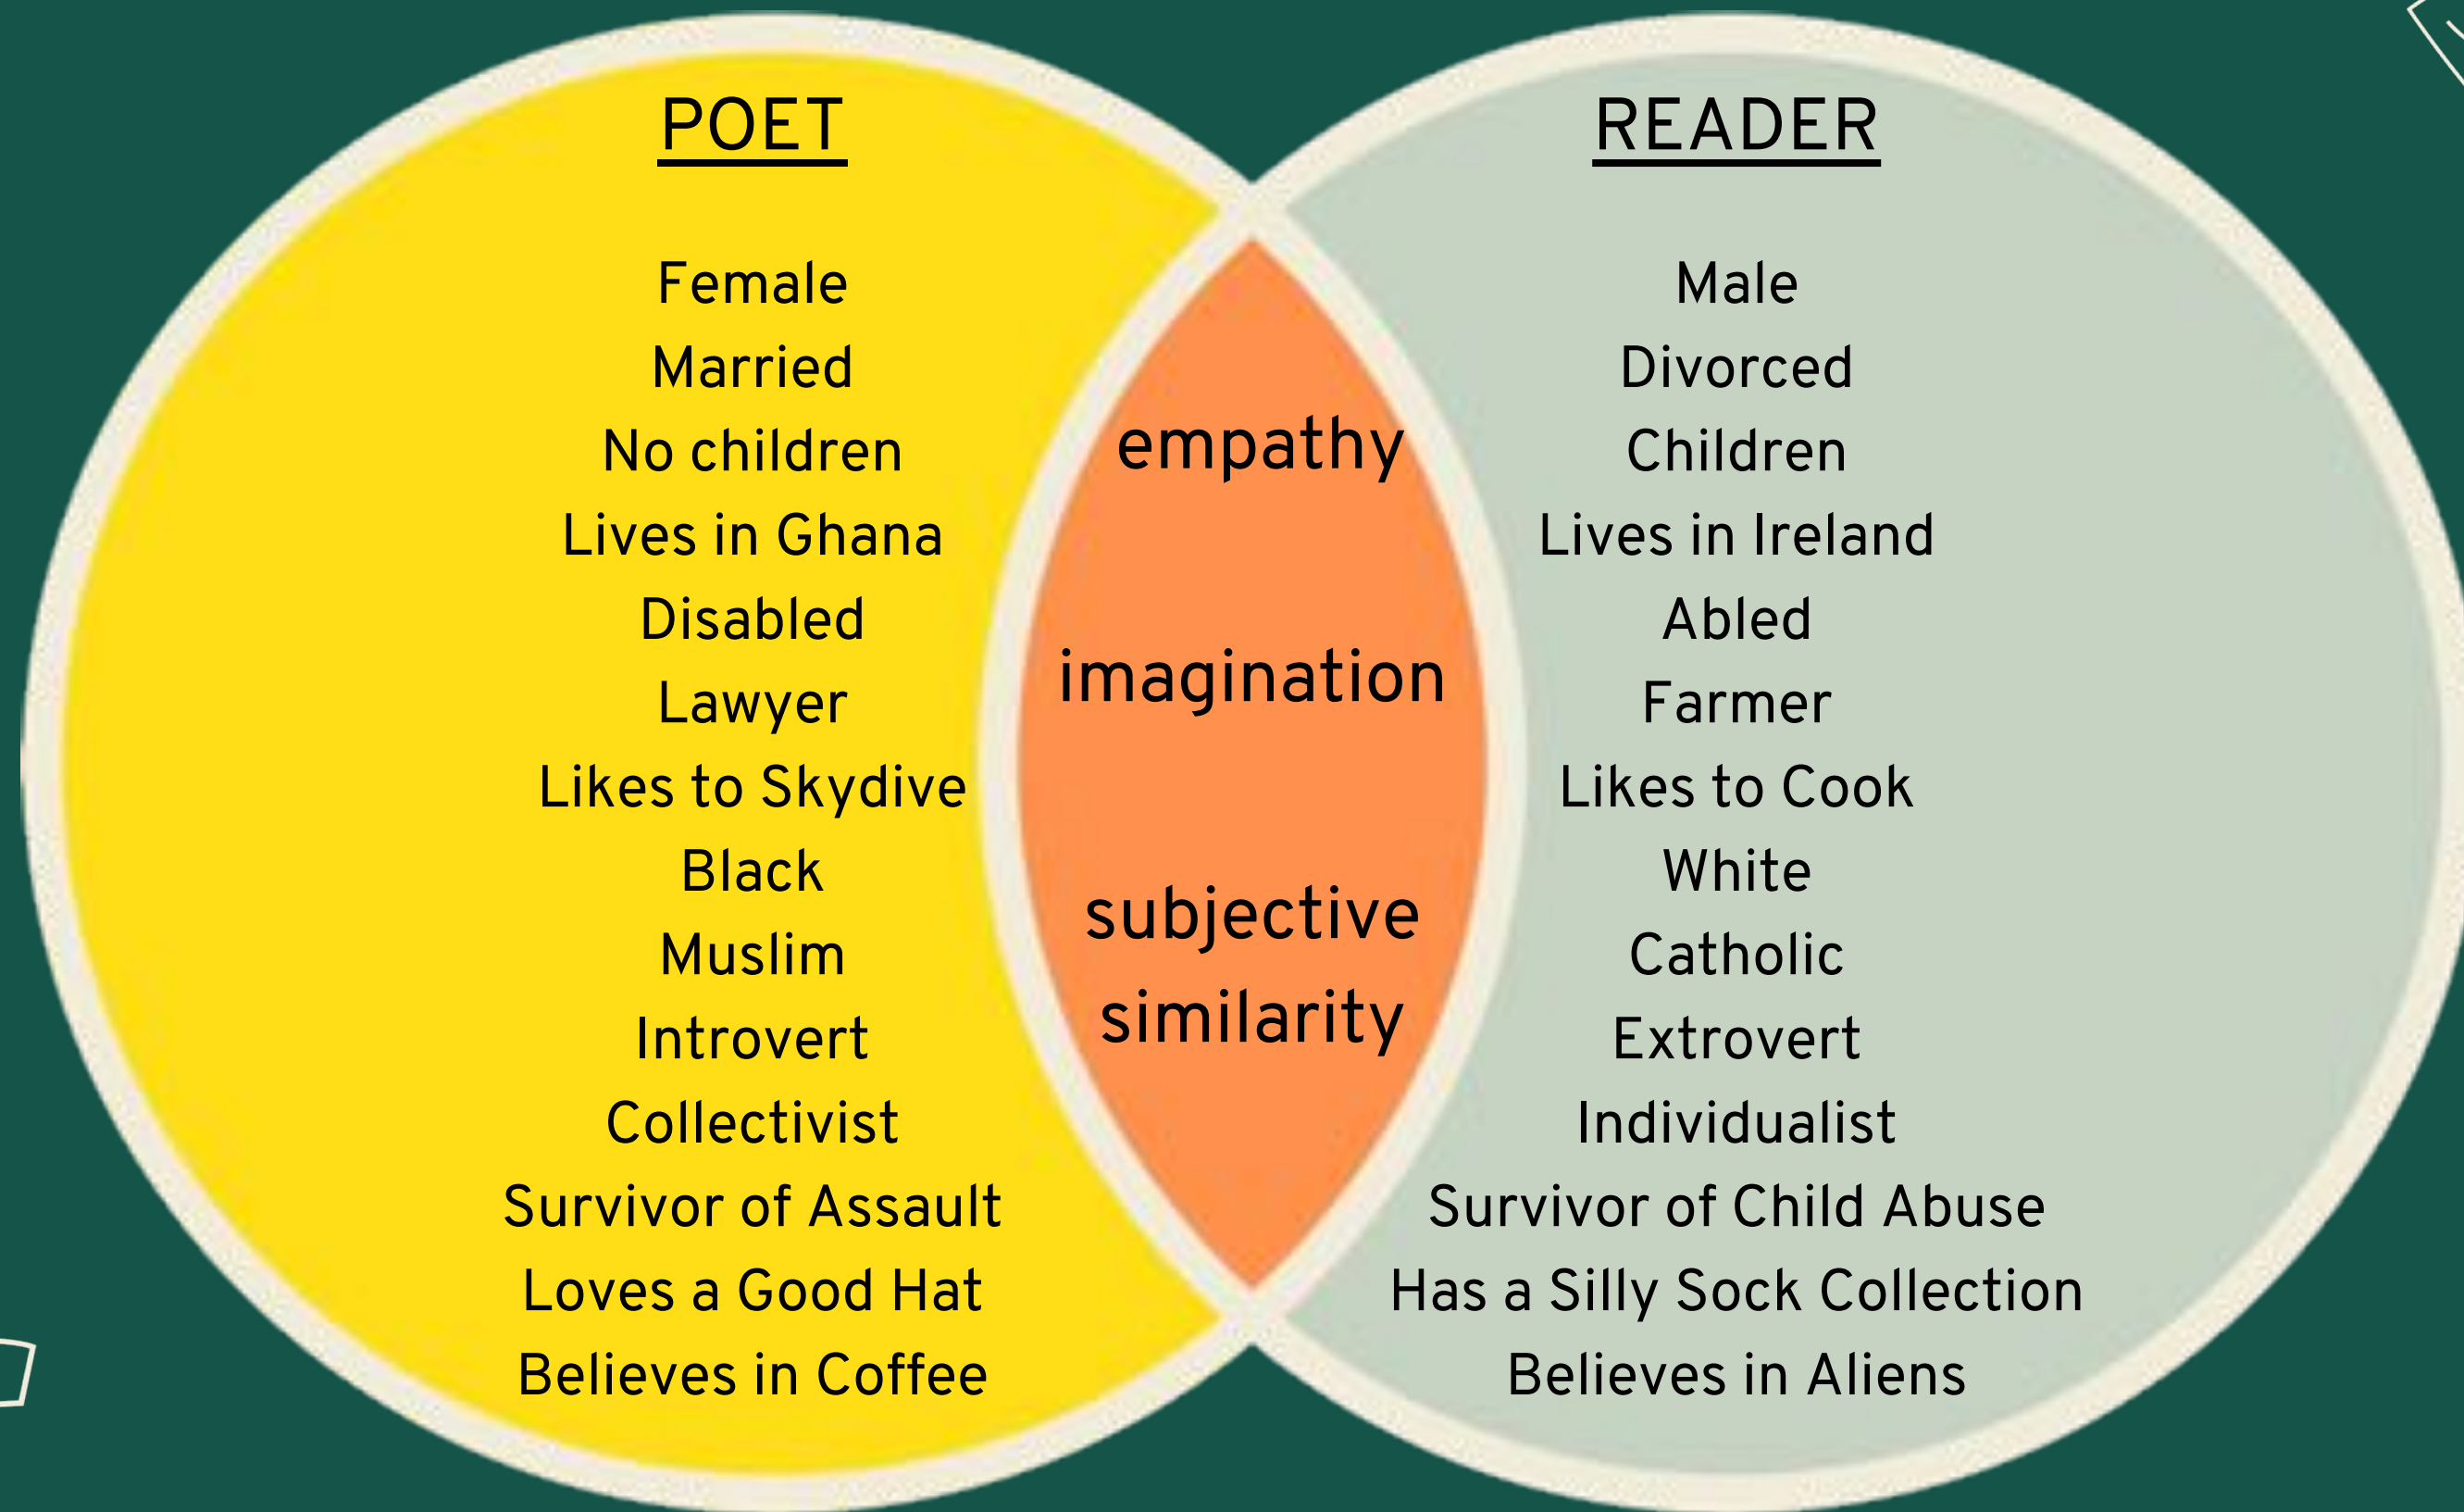 POET
Female
Married
No children
Lives in Ghana
Disabled
Lawyer
Likes to Skydive
Black
Muslim
Introvert
Collectivist
Survivor of Assault
Loves a Good Hat
Believes in Coffee
empathy
imagination
subjective
similarity
READER
Male
Divorced
Children
Lives in Ireland
Abled
Farmer
Likes to Cook
White
Catholic
Extrovert
Individualist
Survivor of Child Abuse
Has a Silly Sock Collection
Believes in Aliens